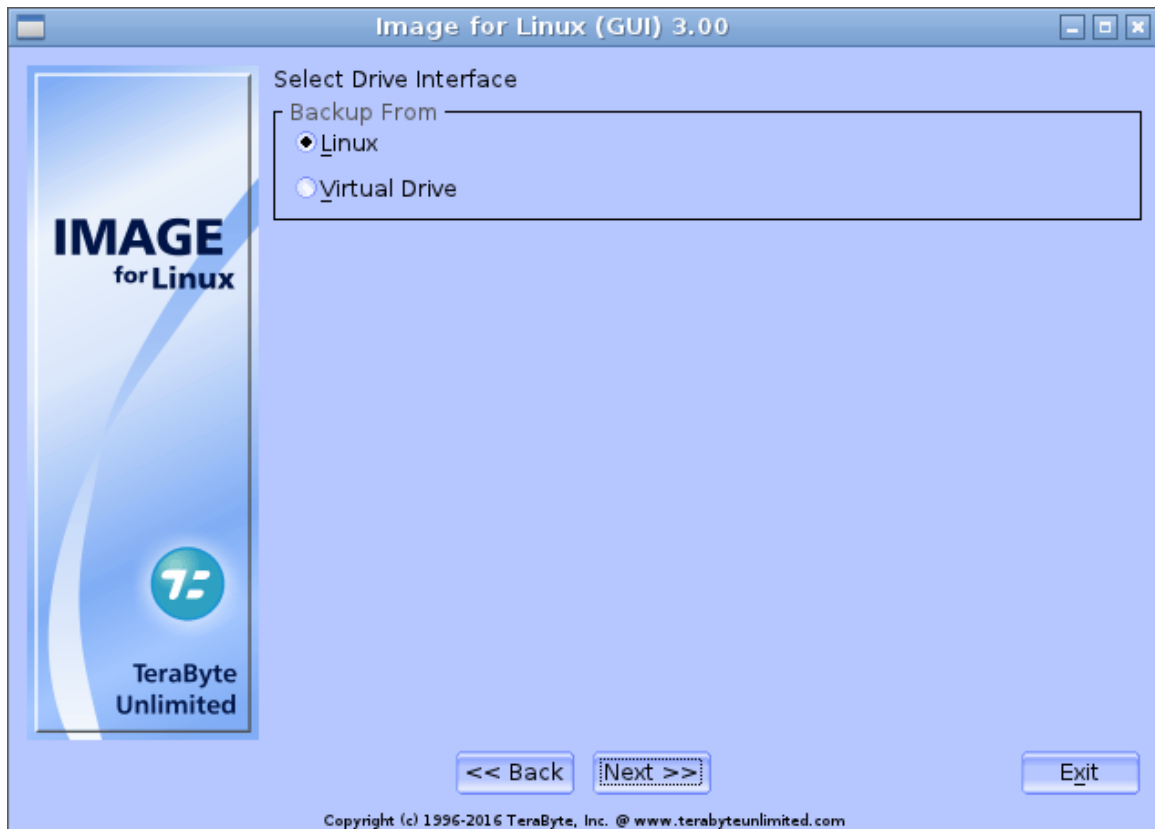 Image for Linux (GUI) 3.00
IMAGE
for Linux
TeraByte
Unlimited
Select Drive Interface
Backup From
Linux
Virtual Drive
<< Back
Next >>
Exit
Copyright (c) 1996-2016 TeraByte, Inc. @ www.terabyteunlimited.com